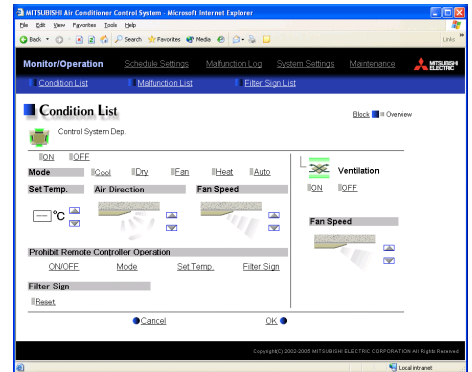 MITSUBISHI Air Conditioner Control System - Microsoft Internet Explorer
File Edit View Favorites Tools Help
Back Search Favorites Media Links
Monitor/Operation Schedule Settings Malfunction Log System Settings Maintenance MITSUBISHI ELECTRIC
Condition List Malfunction List Filter Sign List
Condition List
Block Overview
Control System Dep.
ON OFF
Mode Cool Dry Fan Heat Auto
Ventilation
Set Temp. Air Direction Fan Speed
ON OFF
-- °C
Fan Speed
Prohibit Remote Controller Operation
ON/OFF Mode Set Temp. Filter Sign
Filter Sign
Reset
Cancel OK
Copyright(C) 2002-2005 MITSUBISHI ELECTRIC CORPORATION All Rights Reserved
Local intranet